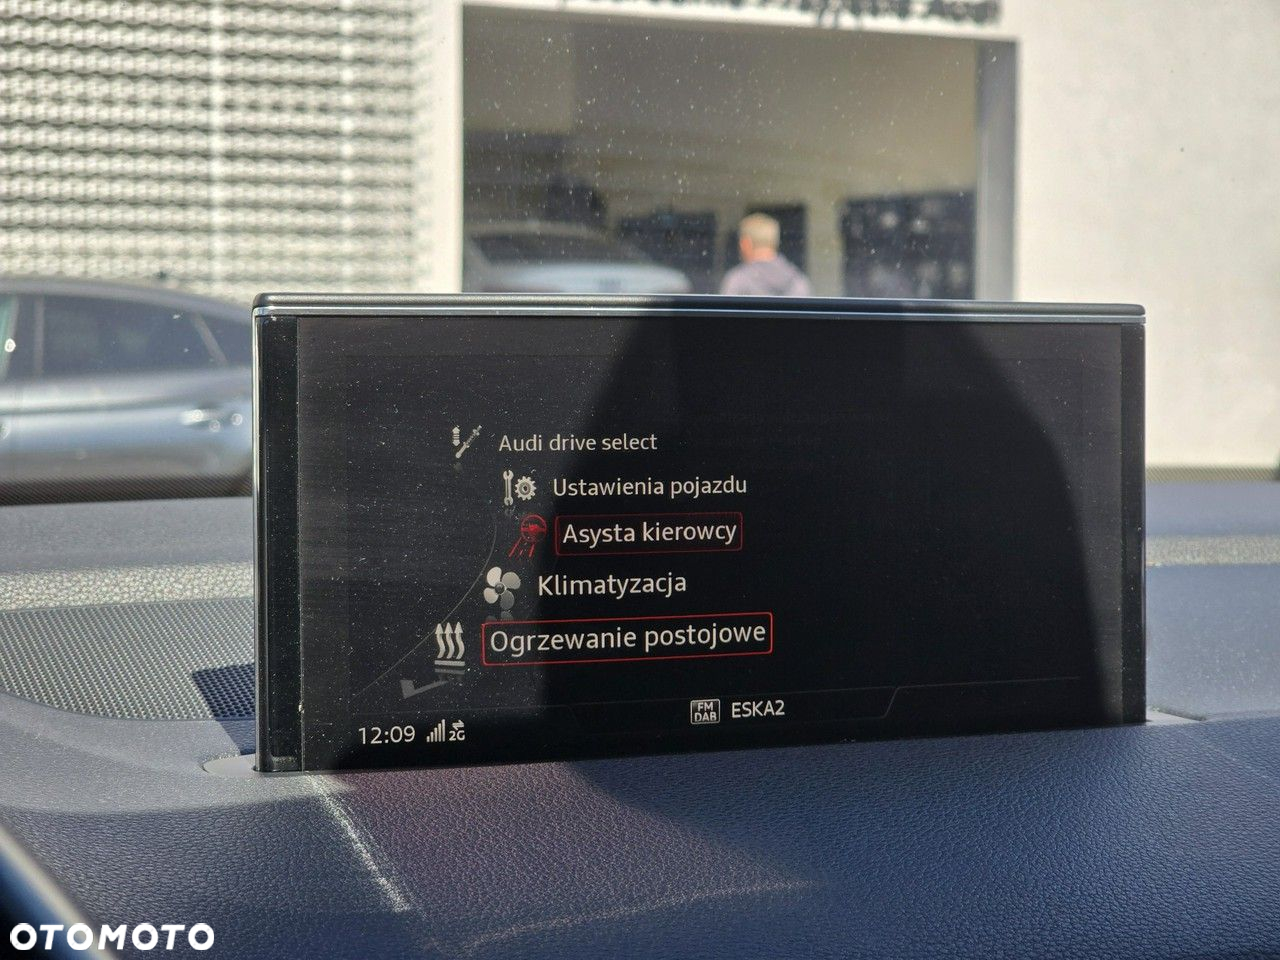 Audi drive select
Ustawienia pojazdu
Asysta kierowcy
Klimatyzacja
Ogrzewanie postojowe
FM
DAB
ESKA2
12:09
2G
OTOMOTO